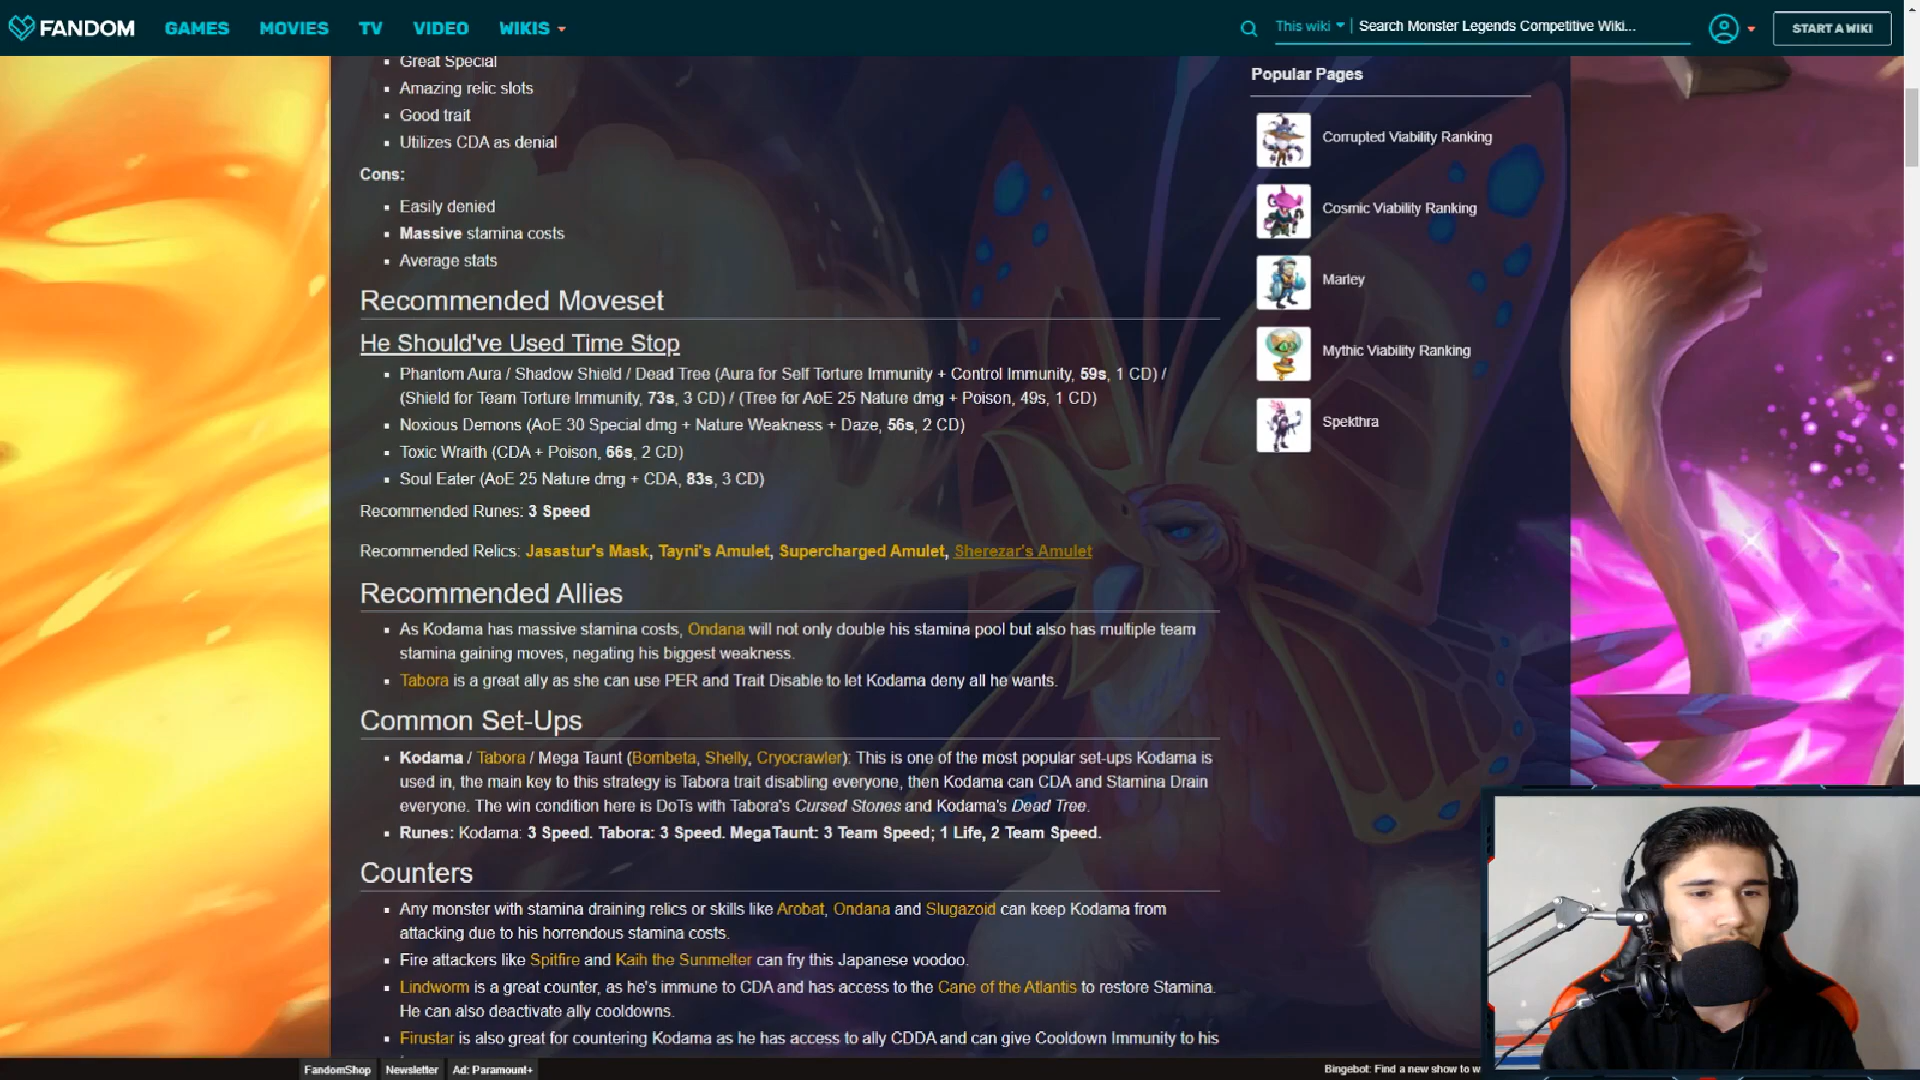 FANDOM GAMES MOVIES TV VIDEO WIKIS This wiki Search Monster Legends Competitive Wiki... START A WIKI
Great Special
Amazing relic slots
Good trait
Utilizes CDA as denial
Cons:
Easily denied
Massive stamina costs
Average stats
Recommended Moveset
He Should've Used Time Stop
Phantom Aura / Shadow Shield / Dead Tree (Aura for Self Torture Immunity + Control Immunity, 59s, 1 CD) /
(Shield for Team Torture Immunity, 73s, 3 CD) / (Tree for AoE 25 Nature dmg + Poison, 49s, 1 CD)
Noxious Demons (AoE 30 Special dmg + Nature Weakness + Daze, 56s, 2 CD)
Toxic Wraith (CDA + Poison, 66s, 2 CD)
Soul Eater (AoE 25 Nature dmg + CDA, 83s, 3 CD)
Recommended Runes: 3 Speed
Recommended Relics: Jasastur's Mask, Tayni's Amulet, Supercharged Amulet, Sherezar's Amulet
Recommended Allies
As Kodama has massive stamina costs, Ondana will not only double his stamina pool but also has multiple team
stamina gaining moves, negating his biggest weakness.
Tabora is a great ally as she can use PER and Trait Disable to let Kodama deny all he wants.
Common Set-Ups
Kodama / Tabora / Mega Taunt (Bombeta, Shelly, Cryocrawler): This is one of the most popular set-ups Kodama is
used in, the main key to this strategy is Tabora trait disabling everyone, then Kodama can CDA and Stamina Drain
everyone. The win condition here is DoTs with Tabora's Cursed Stones and Kodama's Dead Tree.
Runes: Kodama: 3 Speed. Tabora: 3 Speed. MegaTaunt: 3 Team Speed; 1 Life, 2 Team Speed.
Counters
Any monster with stamina draining relics or skills like Arobat, Ondana and Slugazoid can keep Kodama from
attacking due to his horrendous stamina costs.
Fire attackers like Spitfire and Kaih the Sunmelter can fry this Japanese voodoo.
Lindworm is a great counter, as he's immune to CDA and has access to the Cane of the Atlantis to restore Stamina.
He can also deactivate ally cooldowns.
Firustar is also great for countering Kodama as he has access to ally CDDA and can give Cooldown Immunity to his
Popular Pages
Corrupted Viability Ranking
Cosmic Viability Ranking
Marley
Mythic Viability Ranking
Spekthra
FandomShop Newsletter Ad: Paramount+ Bingebot: Find a new show to w